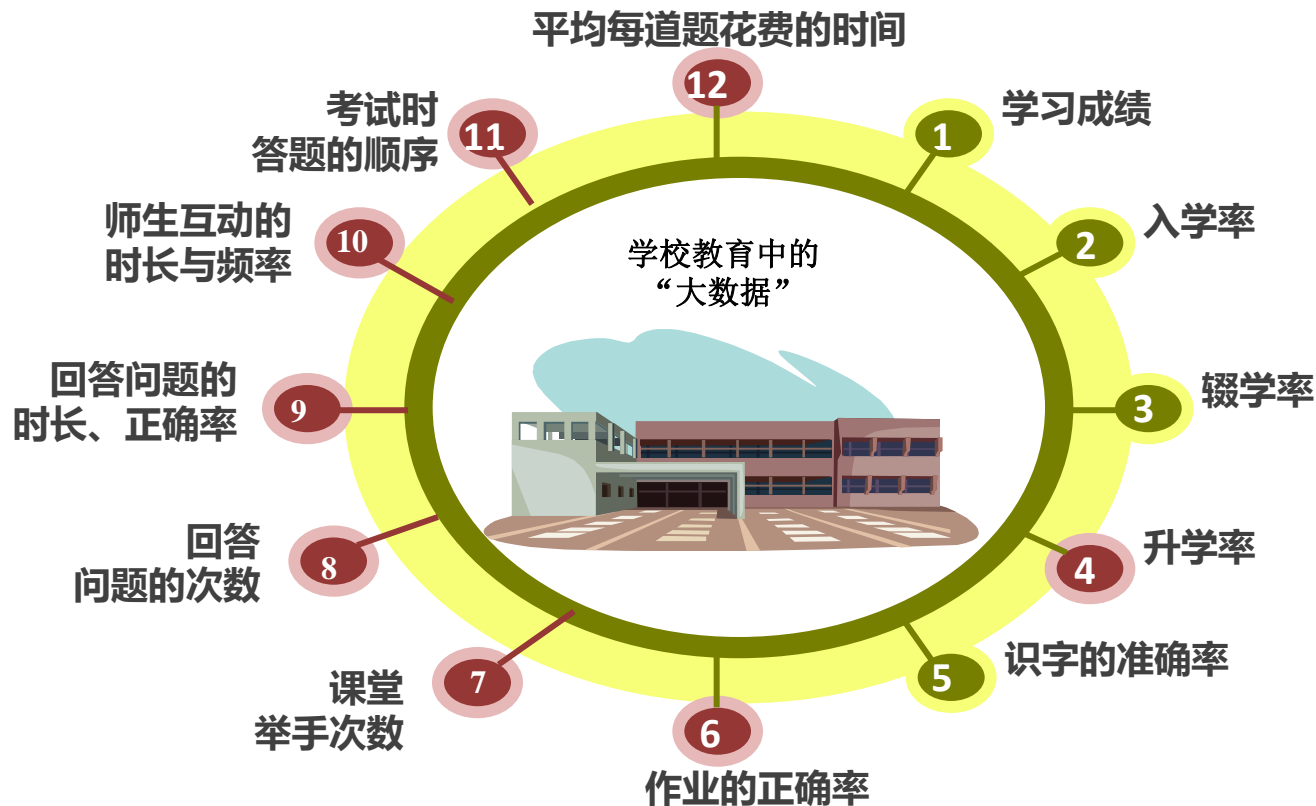 学校教育中的
“大数据”
1
学习成绩
2
入学率
3
辍学率
4
升学率
5
识字的准确率
6
作业的正确率
7
课堂
举手次数
8
回答
问题的次数
9
回答问题的
时长、正确率
10
师生互动的
时长与频率
11
考试时
答题的顺序
12
平均每道题花费的时间